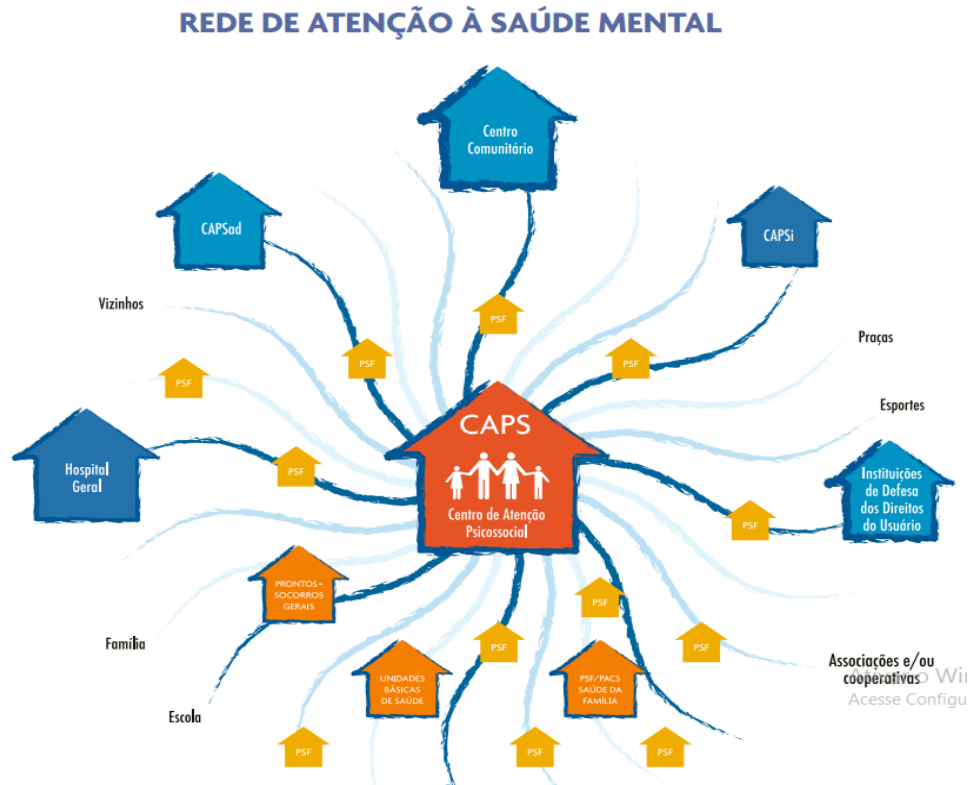 REDE DE ATENÇÃO À SAÚDE MENTAL
Centro
Comunitário
CAPSad
CAPSi
Vizinhos
PSF
PSF
PSF
Praças
PSF
Esportes
CAPS
Centro de Atenção
Psicossocial
Hospital
Geral
PSF
Instituições
de Defesa
dos Direitos
do Usuário
PSF
PRONTOS-
SOCORROS
GERAIS
PSF
Família
PSF
PSF
UNIDADES
BÁSICAS
DE SAÚDE
PSF/PACS
SAÚDE DA
FAMÍLIA
Associações e/ou
cooperativas
Escola
PSF
PSF
PSF
Acesse Configu